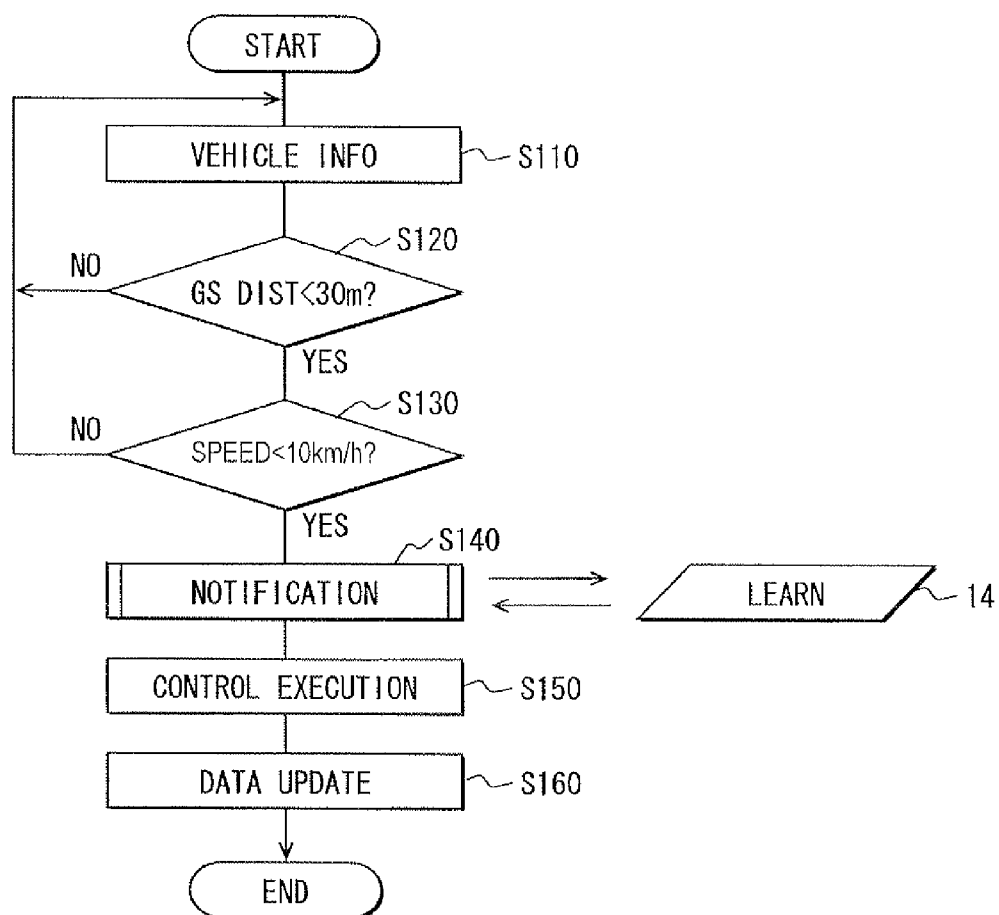 START
VEHICLE INFO
S110
S120
NO
GS DIST<30m?
YES
S130
NO
SPEED<10km/h?
YES
S140
NOTIFICATION
LEARN
14
CONTROL EXECUTION
S150
DATA UPDATE
S160
END